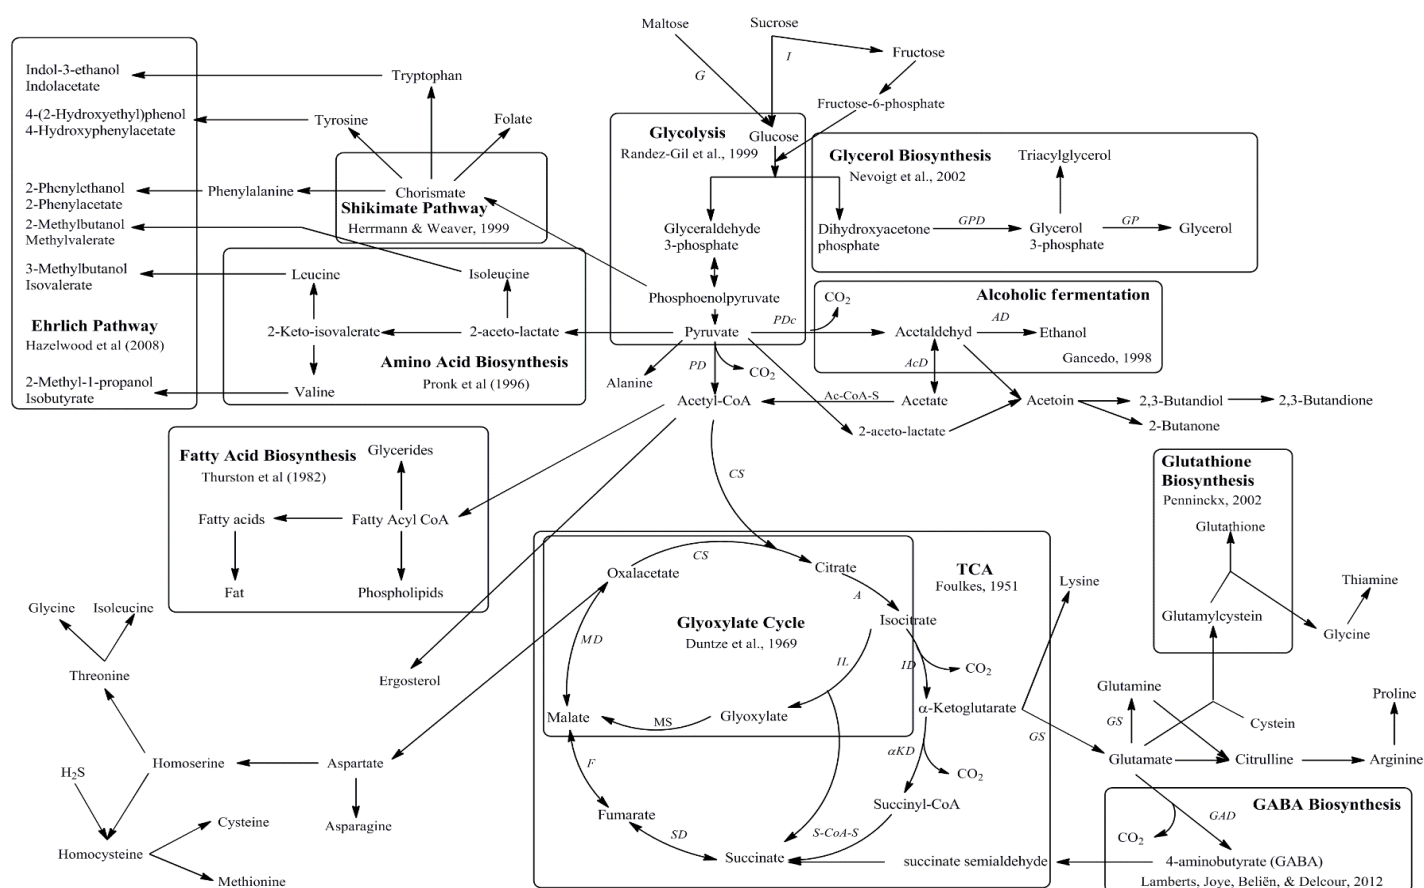 Maltose
Sucrose
G
I
Fructose
Fructose-6-phosphate
Indol-3-ethanol
Indolacetate
Tryptophan
4-(2-Hydroxyethyl)phenol
4-Hydroxyphenylacetate
Tyrosine
Folate
2-Phenylethanol
2-Phenylacetate
Phenylalanine
Chorismate
Shikimate Pathway
Herrmann & Weaver, 1999
2-Methylbutanol
Methylvalerate
3-Methylbutanol
Isovalerate
Ehrlich Pathway
Hazelwood et al (2008)
2-Methyl-1-propanol
Isobutyrate
Glycolysis
Randez-Gil et al., 1999
Glucose
Glyceraldehyde
3-phosphate
Phosphoenolpyruvate
Pyruvate
Glycerol Biosynthesis
Nevoigt et al., 2002
Triacylglycerol
Dihydroxyacetone
phosphate
GPD
Glycerol
3-phosphate
GP
Glycerol
Leucine
Isoleucine
2-Keto-isovalerate
2-aceto-lactate
Amino Acid Biosynthesis
Pronk et al (1996)
Valine
CO2
Alcoholic fermentation
PDc
Acetaldehyd
AD
Ethanol
AcD
Gancedo, 1998
Alanine
PD
CO2
Acetyl-CoA
Ac-CoA-S
Acetate
Acetoin
2,3-Butandiol
2,3-Butandione
2-aceto-lactate
2-Butanone
Fatty Acid Biosynthesis
Thurston et al (1982)
Glycerides
Fatty acids
Fatty Acyl CoA
Fat
Phospholipids
CS
Glutathione
Biosynthesis
Penninckx, 2002
Glutathione
Glutamylcystein
Glycine
Thiamine
CS
Oxalacetate
Citrate
A
TCA
Foulkes, 1951
Lysine
Glyoxylate Cycle
Duntze et al., 1969
Isocitrate
MD
IL
ID
CO2
Malate
MS
Glyoxylate
α-Ketoglutarate
GS
αKD
CO2
F
Succinyl-CoA
Fumarate
SD
S-CoA-S
Succinate
succinate semialdehyde
Glycine
Isoleucine
Threonine
Ergosterol
H2S
Homoserine
Aspartate
Asparagine
Cysteine
Homocysteine
Methionine
Glutamine
GS
Cystein
Proline
Glutamate
Citrulline
Arginine
GABA Biosynthesis
GAD
CO2
4-aminobutyrate (GABA)
Lamberts, Joye, Beliën, & Delcour, 2012